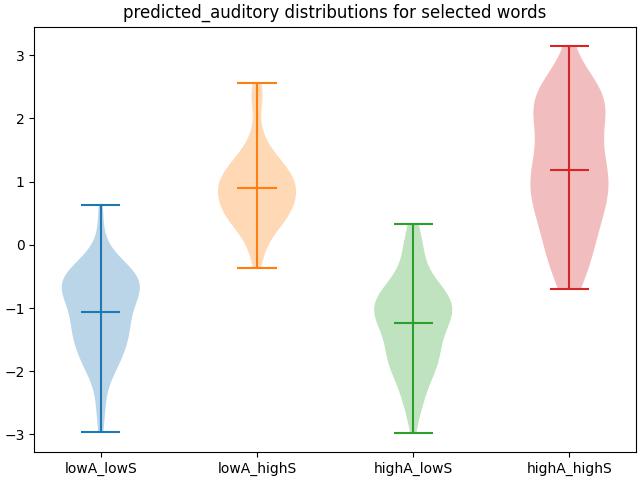 predicted_auditory distributions for selected words
3
2
1
0
−1
−2
−3
lowA_lowS
lowA_highS
highA_lowS
highA_highS